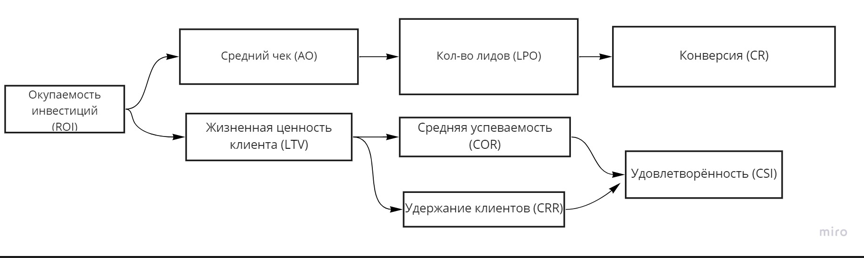 Окупаемость
инвестиций
(ROI)
Средний чек (AO)
Кол-во лидов (LPO)
Конверсия (CR)
Жизненная ценность
клиента (LTV)
Средняя успеваемость
(COR)
Удержание клиентов (CRR)
Удовлетворённость (CSI)
miro